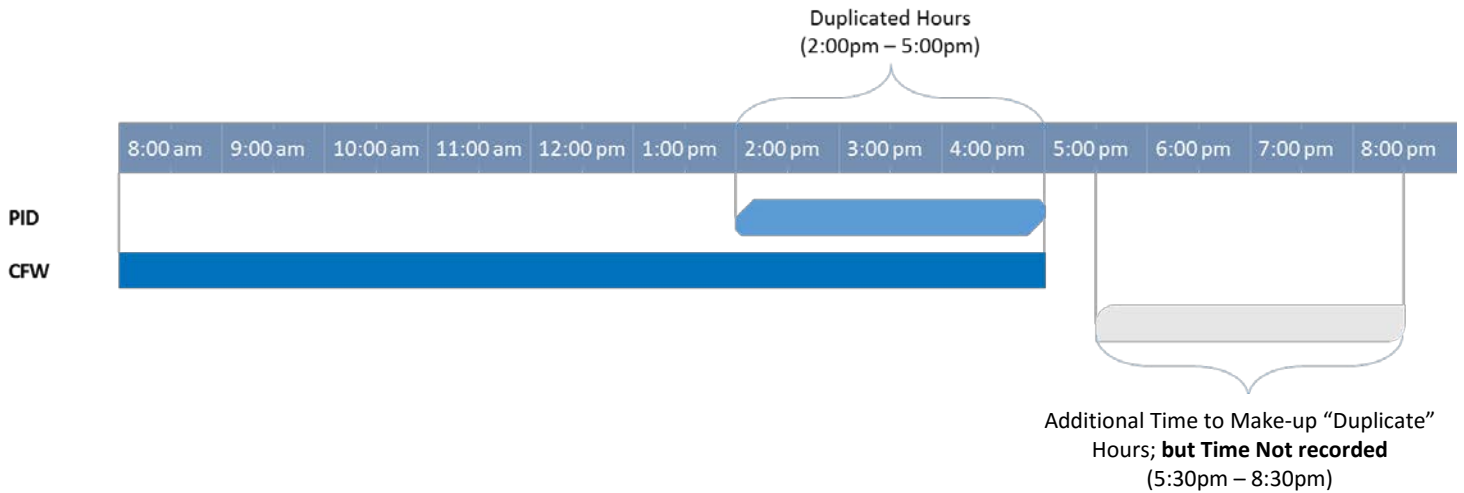 Duplicated Hours
(2:00pm – 5:00pm)
8:00 am 9:00 am 10:00 am 11:00 am 12:00 pm 1:00 pm 2:00 pm 3:00 pm 4:00 pm 5:00 pm 6:00 pm 7:00 pm 8:00 pm
PID
CFW
Additional Time to Make-up “Duplicate”
Hours; but Time Not recorded
(5:30pm – 8:30pm)